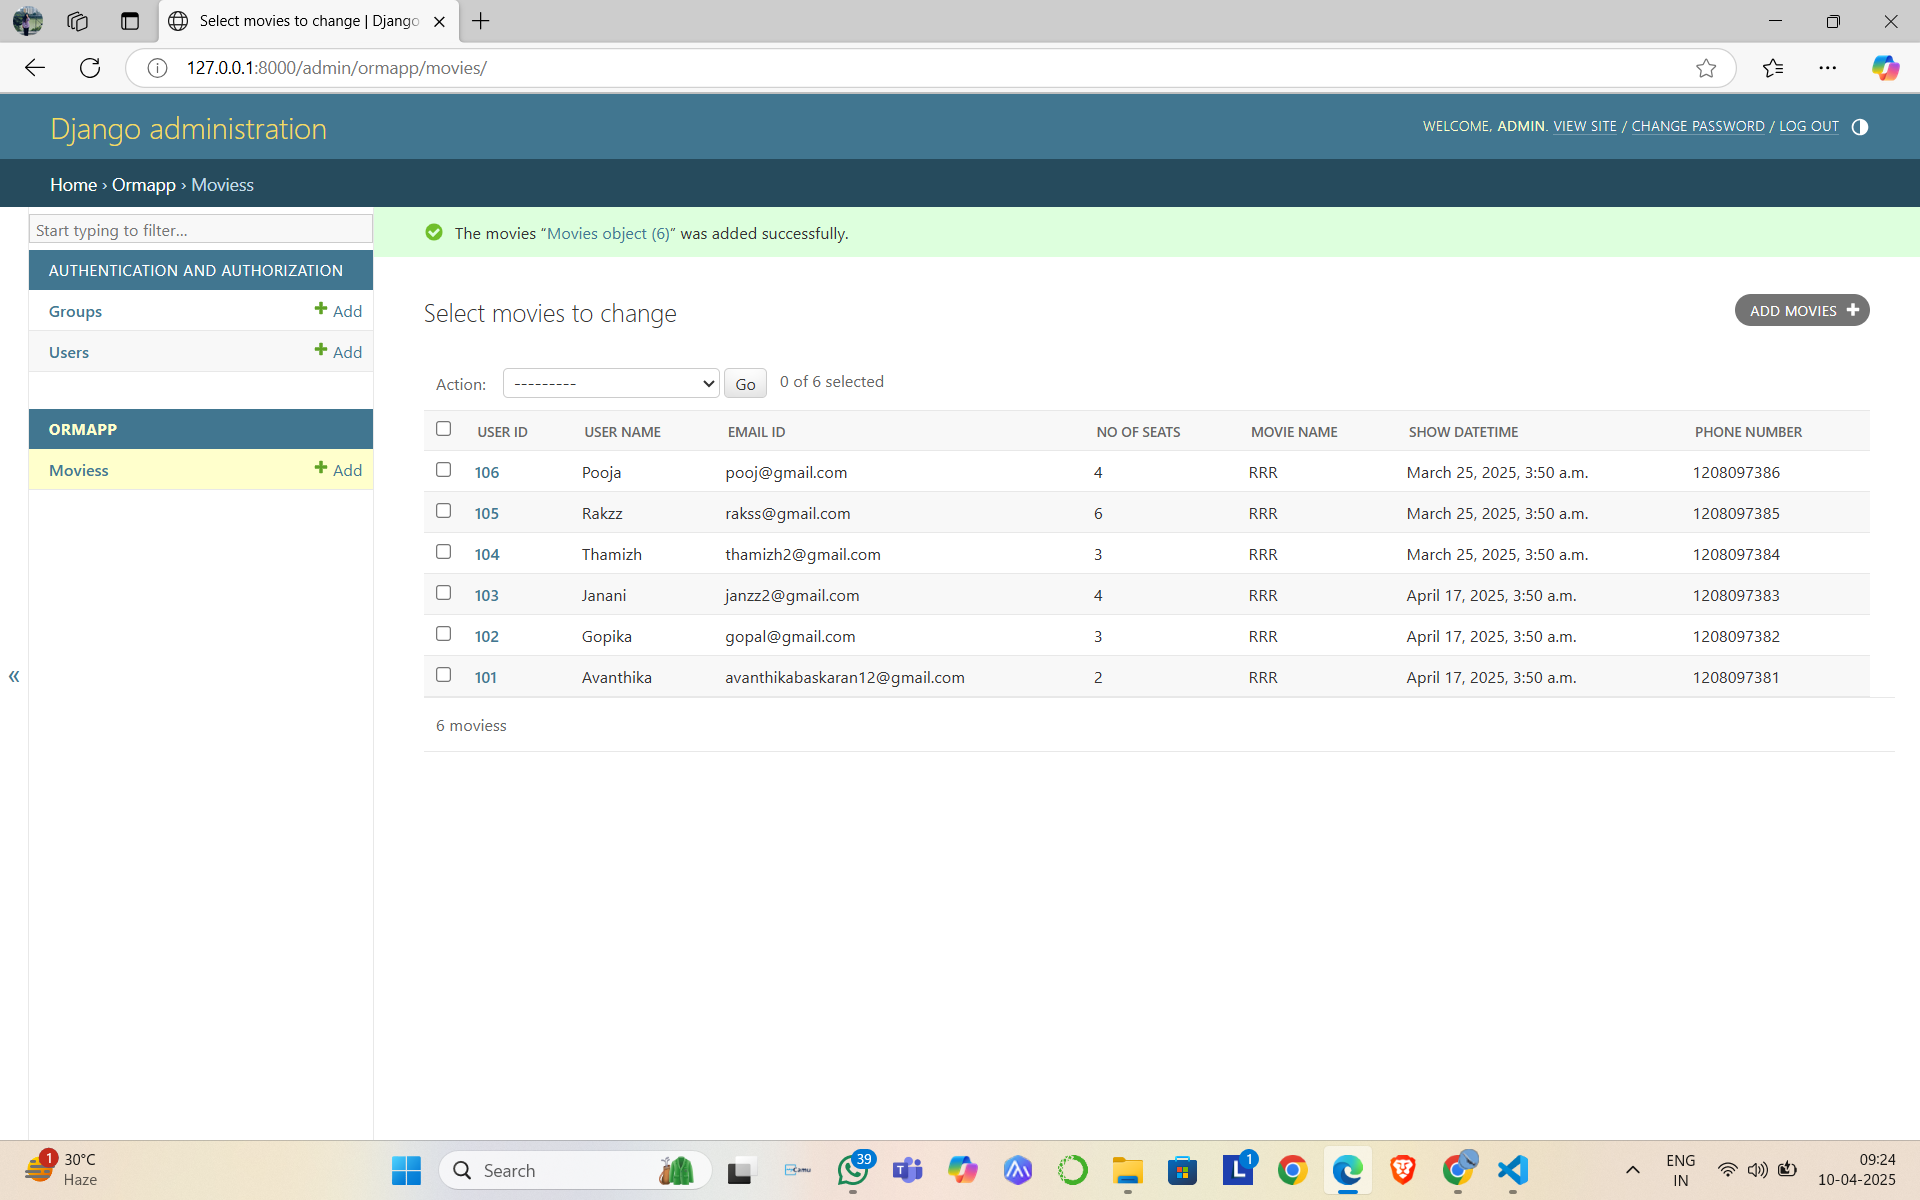 Select movies to change | Django
127.0.0.1:8000/admin/ormapp/movies/
Django administration
WELCOME, ADMIN. VIEW SITE / CHANGE PASSWORD / LOG OUT
Home › Ormapp › Moviess
Start typing to filter...
The movies “Movies object (6)” was added successfully.
AUTHENTICATION AND AUTHORIZATION
Groups + Add
Users + Add
ORMAPP
Moviess + Add
Select movies to change
ADD MOVIES +
Action: --------- Go 0 of 6 selected
USER ID USER NAME EMAIL ID NO OF SEATS MOVIE NAME SHOW DATETIME PHONE NUMBER
106 Pooja pooj@gmail.com 4 RRR March 25, 2025, 3:50 a.m. 1208097386
105 Rakzz rakss@gmail.com 6 RRR March 25, 2025, 3:50 a.m. 1208097385
104 Thamizh thamizh2@gmail.com 3 RRR March 25, 2025, 3:50 a.m. 1208097384
103 Janani janzz2@gmail.com 4 RRR April 17, 2025, 3:50 a.m. 1208097383
102 Gopika gopal@gmail.com 3 RRR April 17, 2025, 3:50 a.m. 1208097382
101 Avanthika avanthikabaskaran12@gmail.com 2 RRR April 17, 2025, 3:50 a.m. 1208097381
6 moviess
«
1
30°C
Haze
Search
39
L
1
ENG
IN
09:24
10-04-2025